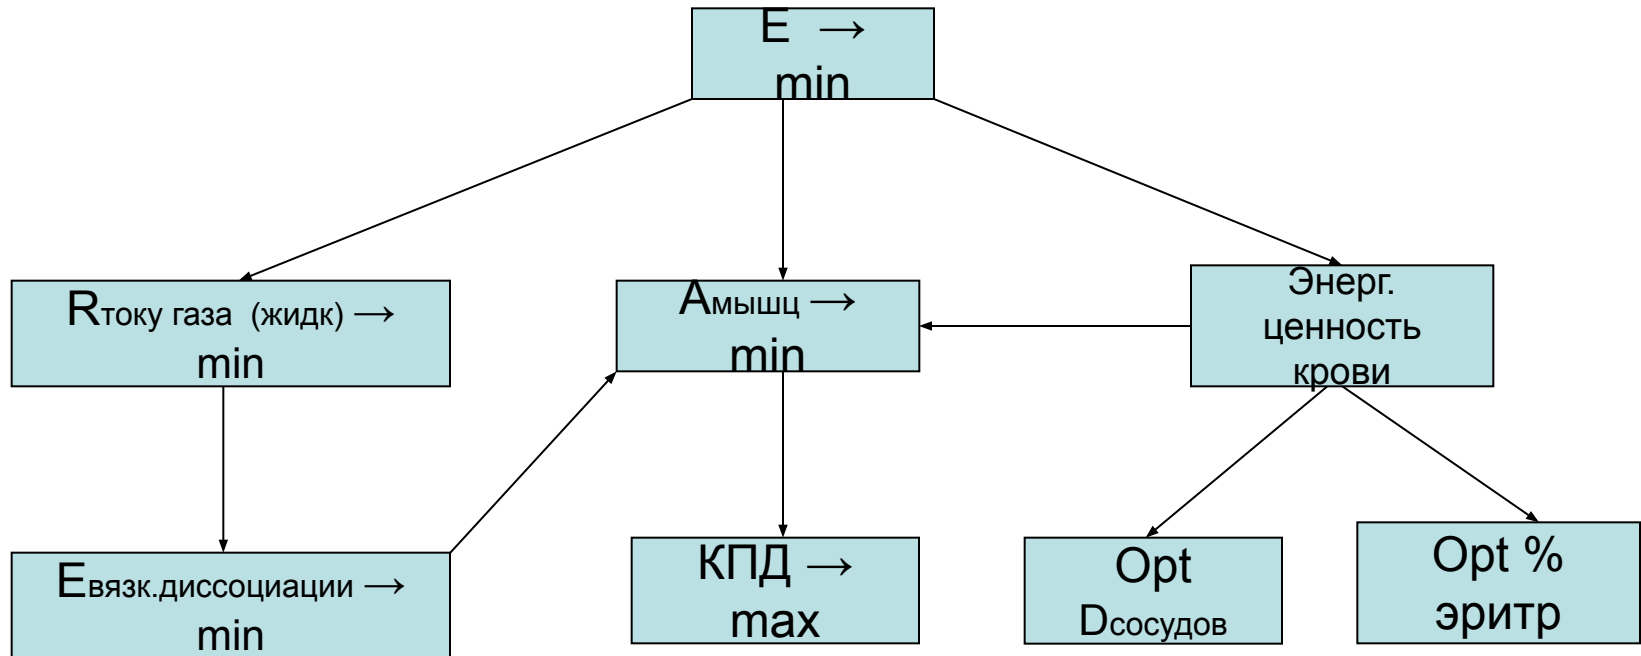 E →
min
Rтоку газа (жидк) →
min
Aмышц →
min
Энерг.
ценность
крови
Eвязк.диссоциации →
min
КПД →
max
Opt
Dсосудов
Opt %
эритр